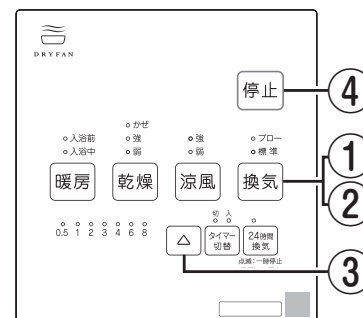 DRYFAN
停止
④
かぜ
入浴前 強 強 ブロー
入浴中 弱 弱 標準
暖房 乾燥 涼風 換気
①
②
切 入
0.5 1 2 3 4 6 8
△ タイマー切替 24時間換気
点滅:一時停止
③